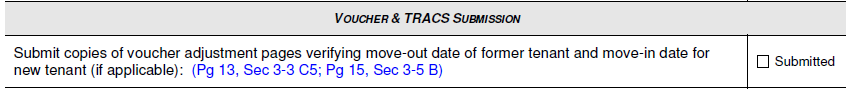 VOUCHER & TRACS SUBMISSION
Submit copies of voucher adjustment pages verifying move-out date of former tenant and move-in date for
new tenant (if applicable): (Pg 13, Sec 3-3 C5; Pg 15, Sec 3-5 B)
☐ Submitted